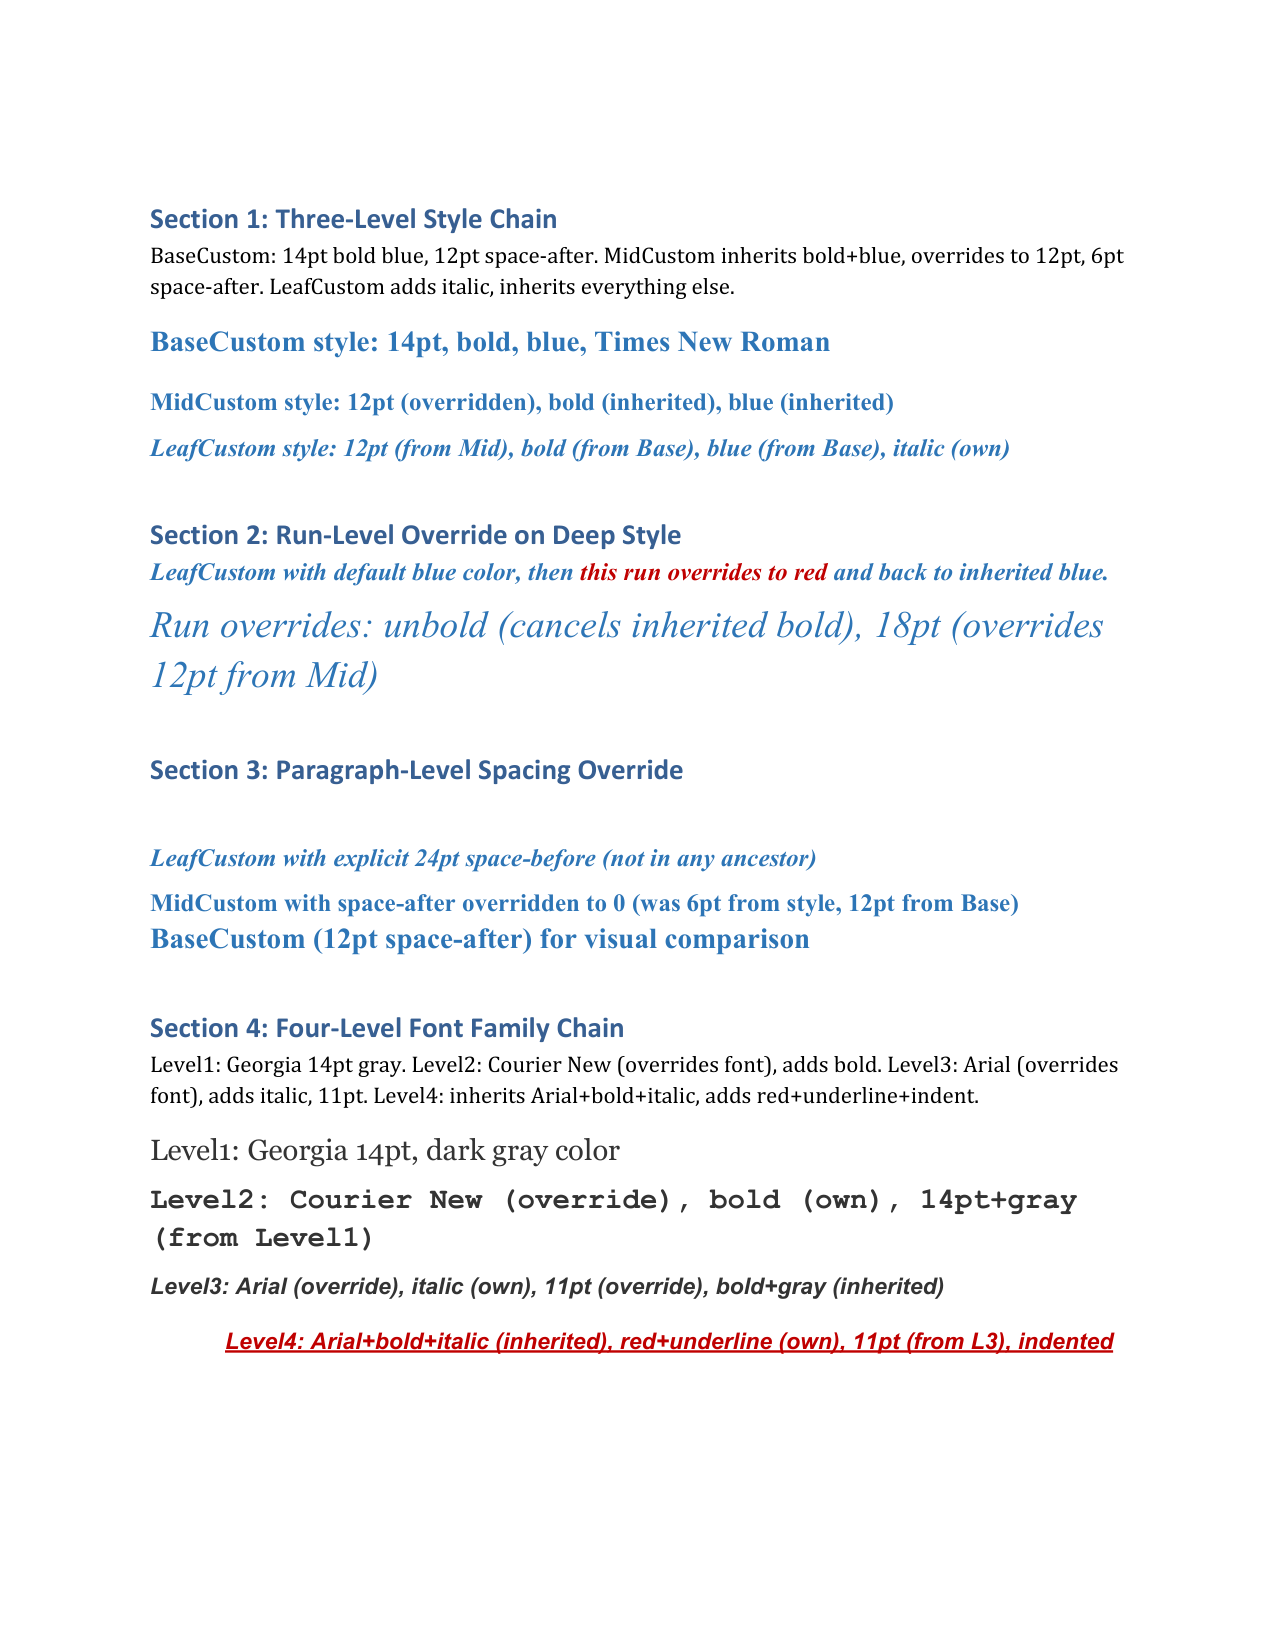 Section 1: Three-Level Style Chain
BaseCustom: 14pt bold blue, 12pt space-after. MidCustom inherits bold+blue, overrides to 12pt, 6pt
space-after. LeafCustom adds italic, inherits everything else.
BaseCustom style: 14pt, bold, blue, Times New Roman
MidCustom style: 12pt (overridden), bold (inherited), blue (inherited)
LeafCustom style: 12pt (from Mid), bold (from Base), blue (from Base), italic (own)
Section 2: Run-Level Override on Deep Style
LeafCustom with default blue color, then this run overrides to red and back to inherited blue.
Run overrides: unbold (cancels inherited bold), 18pt (overrides
12pt from Mid)
Section 3: Paragraph-Level Spacing Override
LeafCustom with explicit 24pt space-before (not in any ancestor)
MidCustom with space-after overridden to 0 (was 6pt from style, 12pt from Base)
BaseCustom (12pt space-after) for visual comparison
Section 4: Four-Level Font Family Chain
Level1: Georgia 14pt gray. Level2: Courier New (overrides font), adds bold. Level3: Arial (overrides
font), adds italic, 11pt. Level4: inherits Arial+bold+italic, adds red+underline+indent.
Level1: Georgia 14pt, dark gray color
Level2: Courier New (override), bold (own), 14pt+gray
(from Level1)
Level3: Arial (override), italic (own), 11pt (override), bold+gray (inherited)
Level4: Arial+bold+italic (inherited), red+underline (own), 11pt (from L3), indented